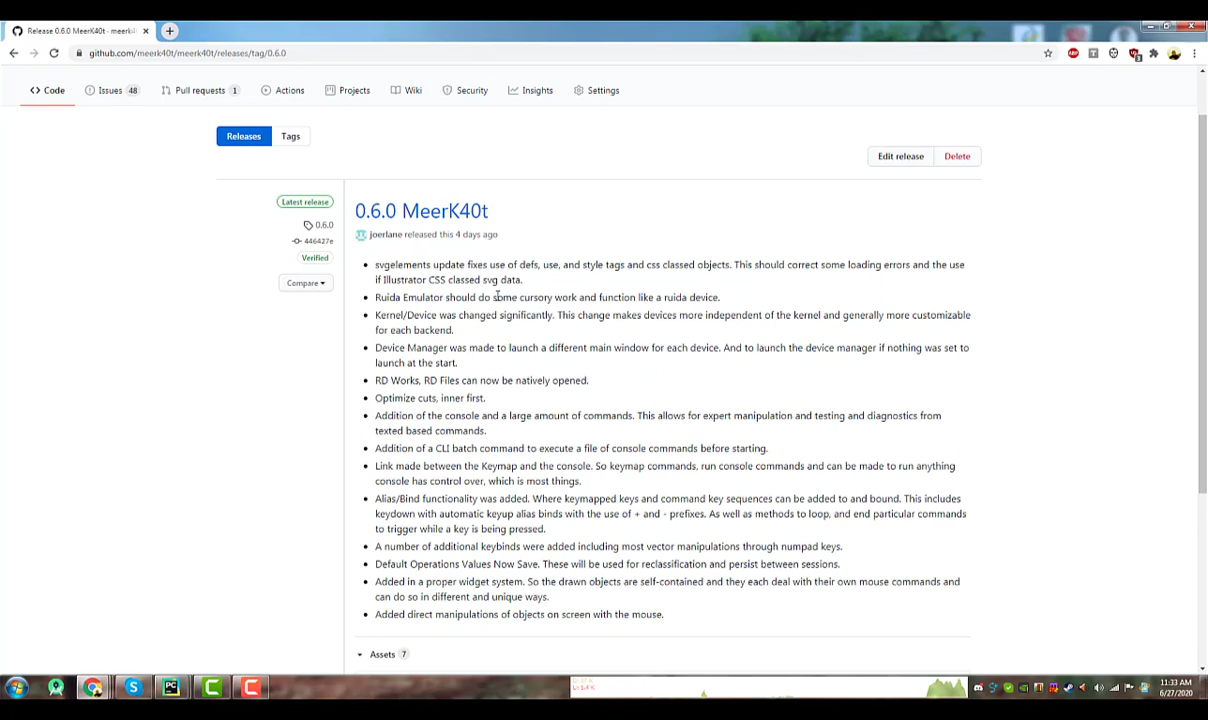 Release 0.6.0 MeerK40t · meerk4
github.com/meerk40t/meerk40t/releases/tag/0.6.0
Code
Issues 48
Pull requests 1
Actions
Projects
Wiki
Security
Insights
Settings
Releases
Tags
Edit release
Delete
Latest release
0.6.0
446427e
Verified
Compare
0.6.0 MeerK40t
joerlane released this 4 days ago
• svgelements update fixes use of defs, use, and style tags and css classed objects. This should correct some loading errors and the use
if Illustrator CSS classed svg data.
• Ruida Emulator should do some cursory work and function like a ruida device.
• Kernel/Device was changed significantly. This change makes devices more independent of the kernel and generally more customizable
for each backend.
• Device Manager was made to launch a different main window for each device. And to launch the device manager if nothing was set to
launch at the start.
• RD Works, RD Files can now be natively opened.
• Optimize cuts, inner first.
• Addition of the console and a large amount of commands. This allows for expert manipulation and testing and diagnostics from
texted based commands.
• Addition of a CLI batch command to execute a file of console commands before starting.
• Link made between the Keymap and the console. So keymap commands, run console commands and can be made to run anything
console has control over, which is most things.
• Alias/Bind functionality was added. Where keymapped keys and command key sequences can be added to and bound. This includes
keydown with automatic keyup alias binds with the use of + and - prefixes. As well as methods to loop, and end particular commands
to trigger while a key is being pressed.
• A number of additional keybinds were added including most vector manipulations through numpad keys.
• Default Operations Values Now Save. These will be used for reclassification and persist between sessions.
• Added in a proper widget system. So the drawn objects are self-contained and they each deal with their own mouse commands and
can do so in different and unique ways.
• Added direct manipulations of objects on screen with the mouse.
Assets 7
11:33 AM
6/27/2020